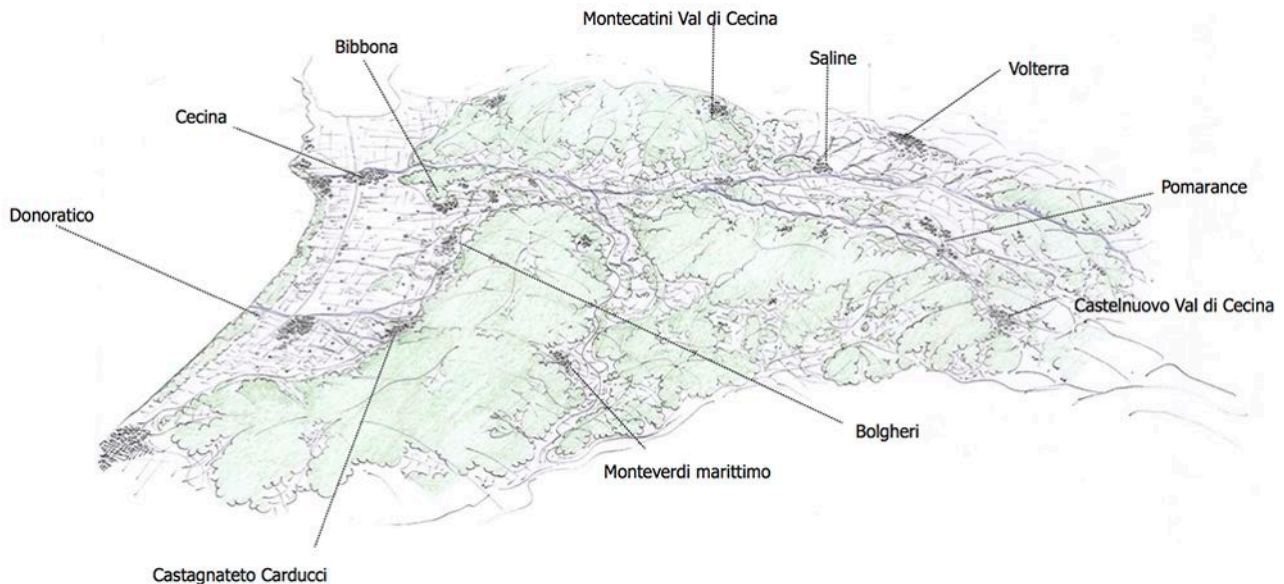 Montecatini Val di Cecina
Bibbona
Saline
Volterra
Cecina
Pomarance
Donoratico
Castelnuovo Val di Cecina
Bolgheri
Monteverdi marittimo
Castagnateto Carducci